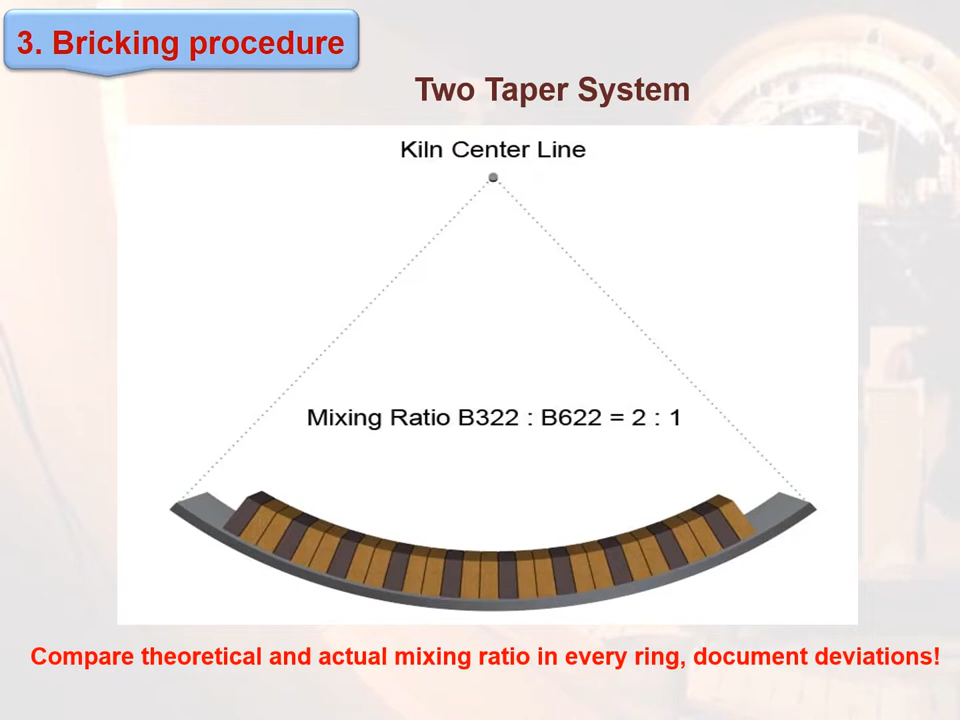 3. Bricking procedure
Two Taper System
Kiln Center Line
Mixing Ratio B322 : B622 = 2 : 1
Compare theoretical and actual mixing ratio in every ring, document deviations!